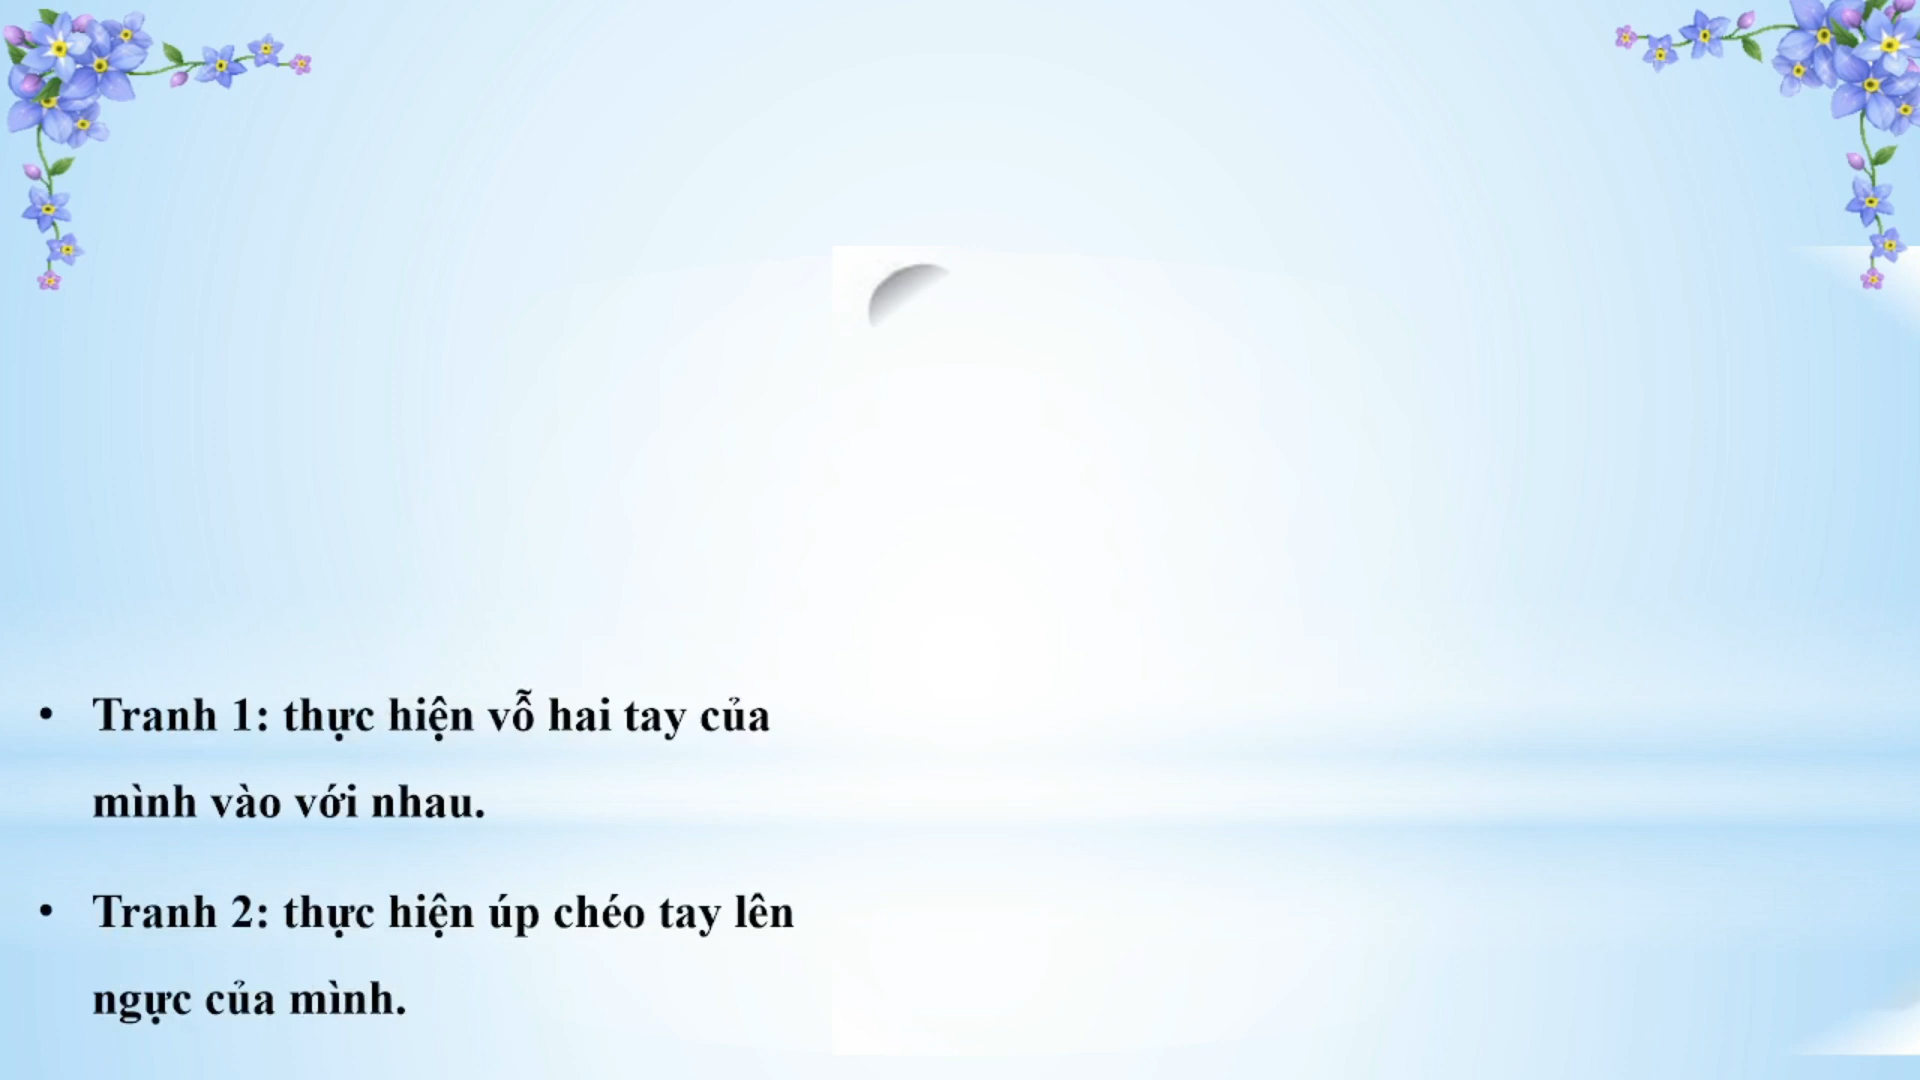 • Tranh 1: thực hiện vỗ hai tay của
mình vào với nhau.
• Tranh 2: thực hiện úp chéo tay lên
ngực của mình.